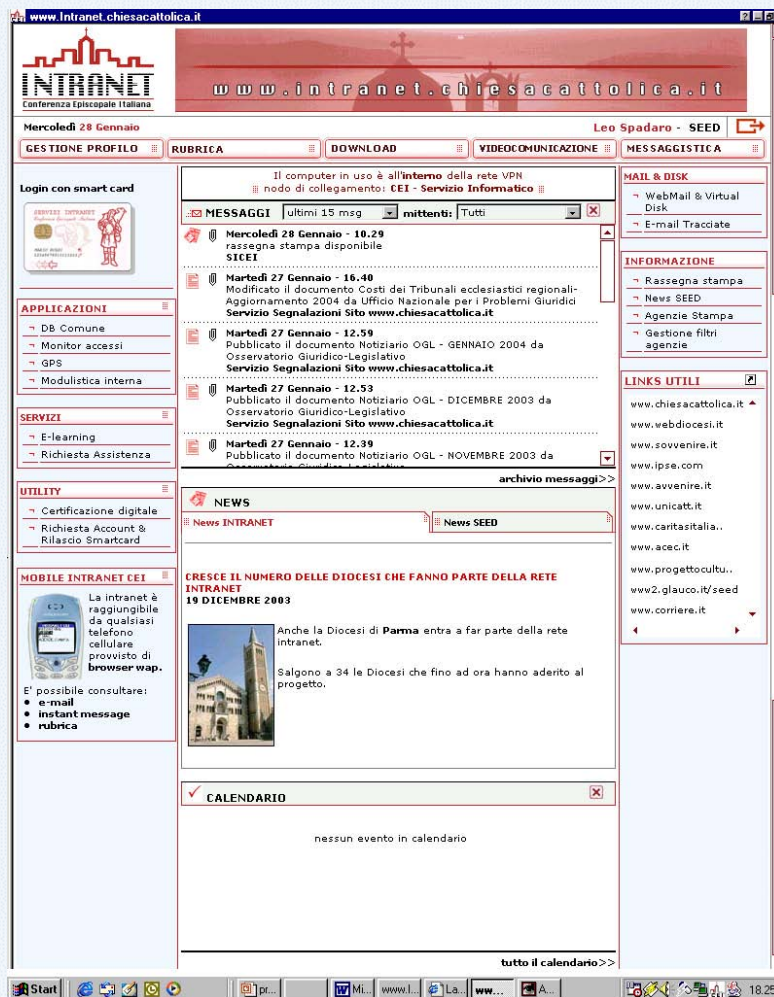 www.Intranet.chiesacattolica.it
INTRANET
Conferenza Episcopale Italiana
www.intranet.chiesacattolica.it
Mercoledì 28 Gennaio
Leo Spadaro - SEED
GESTIONE PROFILO
RUBRICA
DOWNLOAD
VIDEOCOMUNICAZIONE
MESSAGGISTICA
Login con smart card
SERVIZI INTRANET
MARIO ROSSI
APPLICAZIONI
DB Comune
Monitor accessi
GPS
Modulistica interna
SERVIZI
E-learning
Richiesta Assistenza
UTILITY
Certificazione digitale
Richiesta Account &
Rilascio Smartcard
MOBILE INTRANET CEI
La intranet è
raggiungibile
da qualsiasi
telefono
cellulare
provvisto di
browser wap.
E' possibile consultare:
e-mail
instant message
rubrica
Il computer in uso è all'interno della rete VPN
nodo di collegamento: CEI - Servizio Informatico
MESSAGGI ultimi 15 msg mittenti: Tutti
Mercoledì 28 Gennaio - 10.29
rassegna stampa disponibile
SICEI
Martedì 27 Gennaio - 16.40
Modificato il documento Costi dei Tribunali ecclesiastici regionali-
Aggiornamento 2004 da Ufficio Nazionale per i Problemi Giuridici
Servizio Segnalazioni Sito www.chiesacattolica.it
Martedì 27 Gennaio - 12.59
Pubblicato il documento Notiziario OGL - GENNAIO 2004 da
Osservatorio Giuridico-Legislativo
Servizio Segnalazioni Sito www.chiesacattolica.it
Martedì 27 Gennaio - 12.53
Pubblicato il documento Notiziario OGL - DICEMBRE 2003 da
Osservatorio Giuridico-Legislativo
Servizio Segnalazioni Sito www.chiesacattolica.it
Martedì 27 Gennaio - 12.39
Pubblicato il documento Notiziario OGL - NOVEMBRE 2003 da
Osservatorio Giuridico-Legislativo
archivio messaggi>>
NEWS
News INTRANET
News SEED
CRESCE IL NUMERO DELLE DIOCESI CHE FANNO PARTE DELLA RETE
INTRANET
19 DICEMBRE 2003
Anche la Diocesi di Parma entra a far parte della rete
intranet.
Salgono a 34 le Diocesi che fino ad ora hanno aderito al
progetto.
CALENDARIO
nessun evento in calendario
tutto il calendario>>
MAIL & DISK
WebMail & Virtual
Disk
E-mail Tracciate
INFORMAZIONE
Rassegna stampa
News SEED
Agenzie Stampa
Gestione filtri
agenzie
LINKS UTILI
www.chiesacattolica.it
www.webdiocesi.it
www.sovvenire.it
www.ipse.com
www.avvenire.it
www.unicatt.it
www.caritasitalia..
www.acec.it
www.progettocultu..
www2.glauco.it/seed
www.corriere.it
Start
pr...
Mi...
www.I...
La...
ww...
A...
18.25